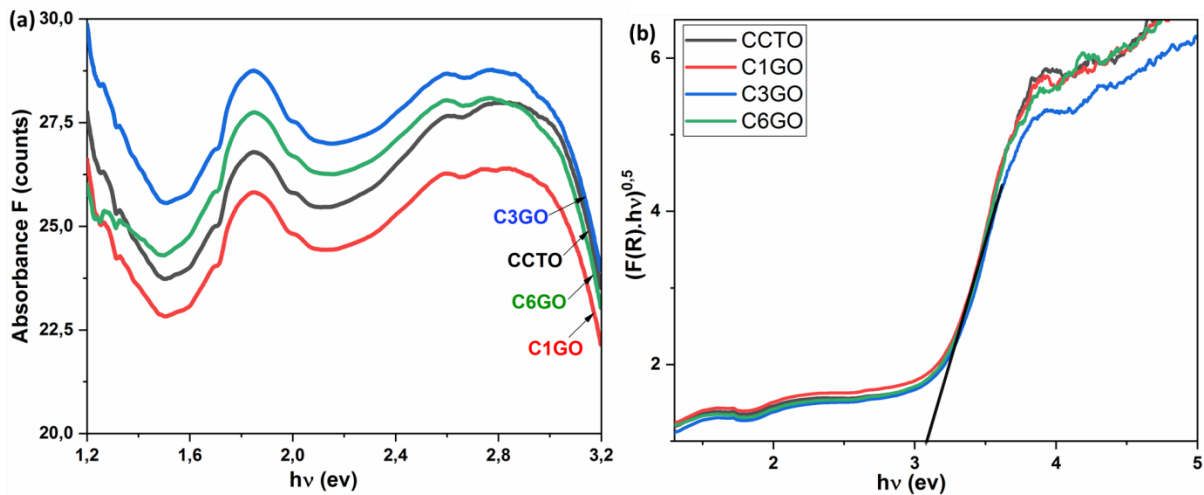 (a)
30,0
27,5
25,0
22,5
20,0
Absorbance F (counts)
C3GO
CCTO
C6GO
C1GO
1,2 1,6 2,0 2,4 2,8 3,2
hν (ev)
(b)
CCTO
C1GO
C3GO
C6GO
6
4
2
(F(R).hν)^0,5
2 3 4 5
hν (ev)